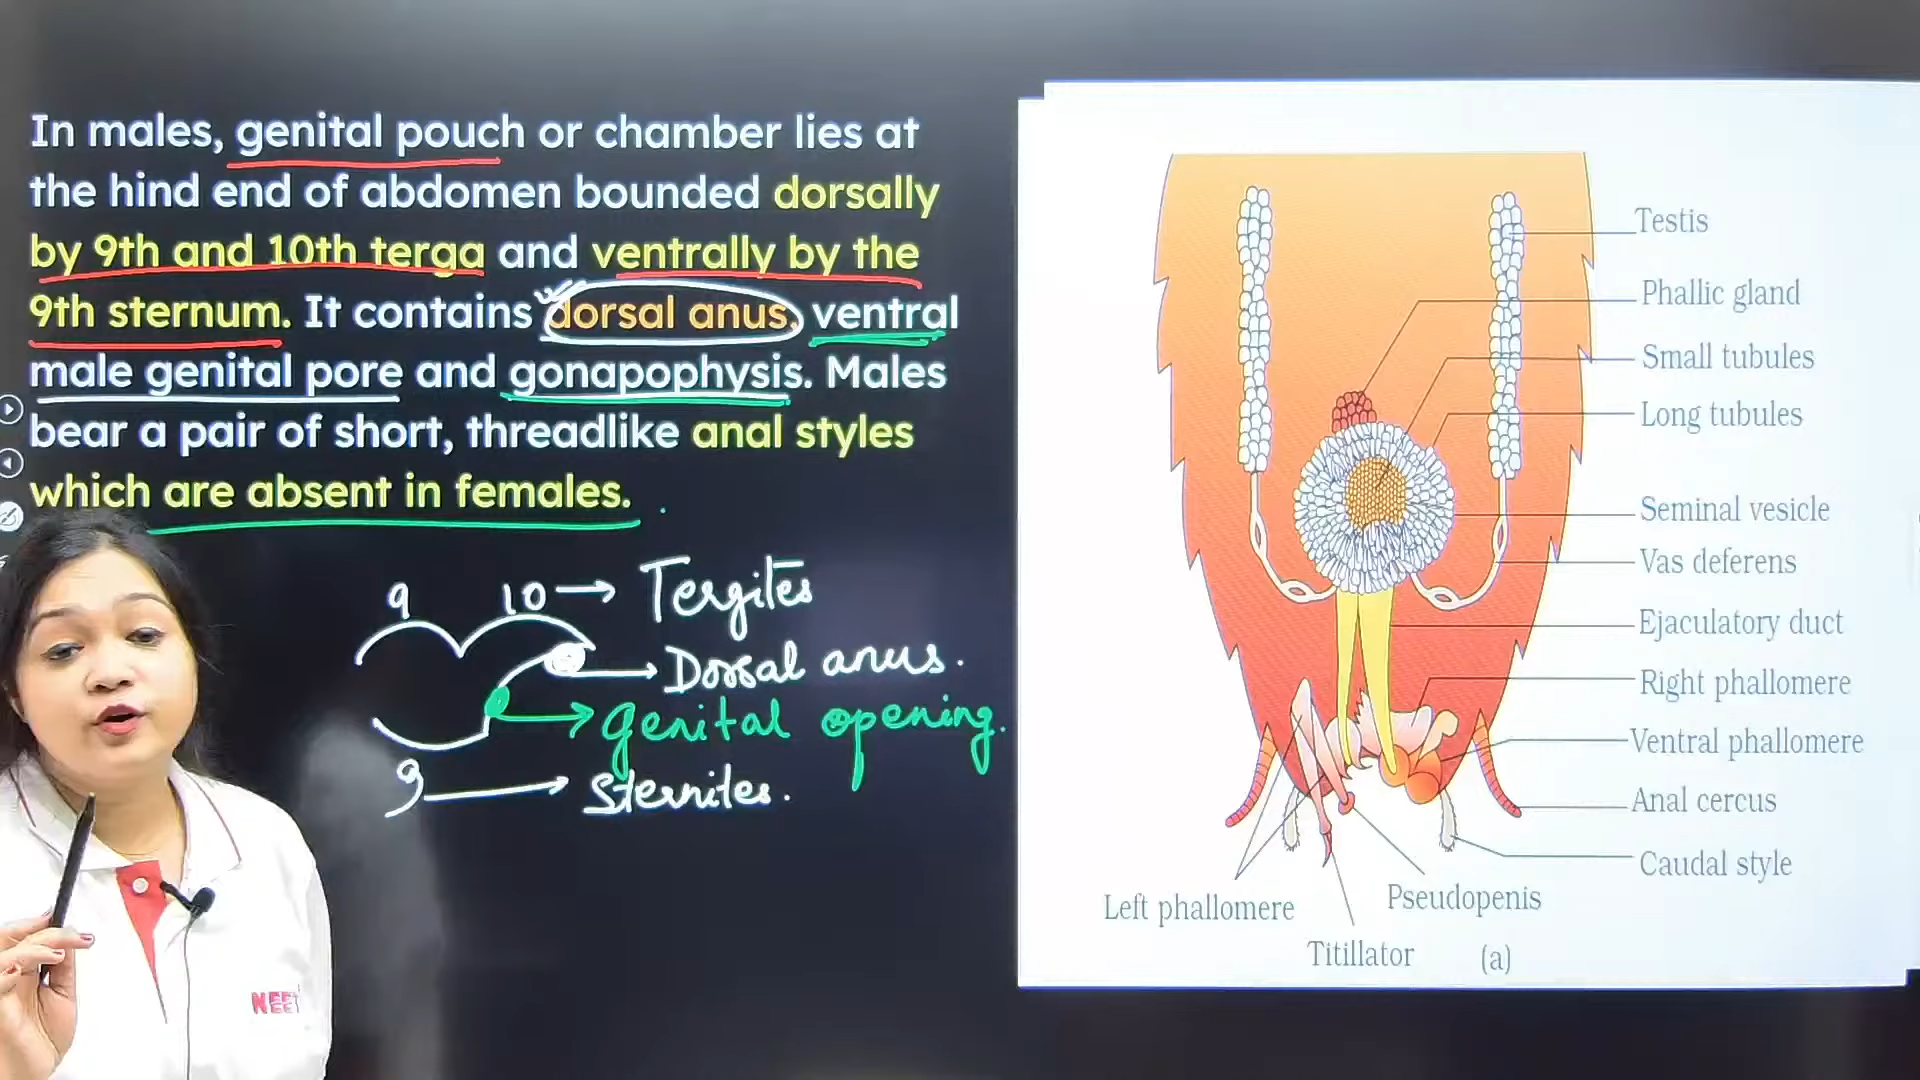 In males, genital pouch or chamber lies at
the hind end of abdomen bounded dorsally
by 9th and 10th terga and ventrally by the
9th sternum. It contains dorsal anus, ventral
male genital pore and gonapophysis. Males
bear a pair of short, threadlike anal styles
which are absent in females.
9 10 → Tergites
→ Dorsal anus.
→ genital opening.
9 → Sternites.
NEET
Testis
Phallic gland
Small tubules
Long tubules
Seminal vesicle
Vas deferens
Ejaculatory duct
Right phallomere
Ventral phallomere
Anal cercus
Caudal style
Left phallomere
Pseudopenis
Titillator
(a)